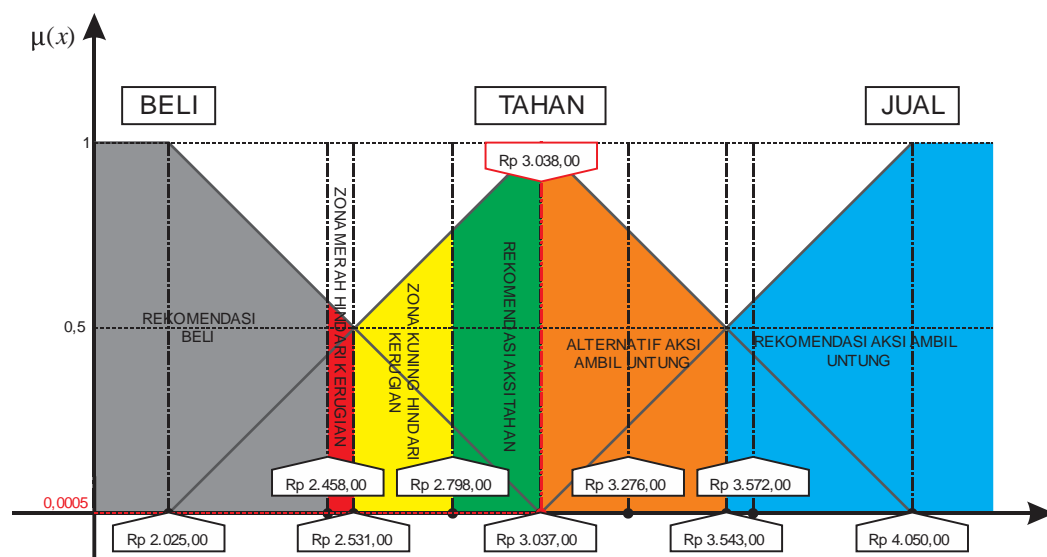 μ(x)
BELI
TAHAN
JUAL
1
Rp 3.038,00
ZONA MERAH HINDARI KERUGIAN
ZONA KUNING HINDARI
KERUGIAN
REKOMENDASI AKSI TAHAN
0,5
REKOMENDASI
BELI
ALTERNATIF AKSI
AMBIL UNTUNG
REKOMENDASI AKSI AMBIL
UNTUNG
Rp 2.458,00
Rp 2.798,00
Rp 3.276,00
Rp 3.572,00
0,0005
Rp 2.025,00
Rp 2.531,00
Rp 3.037,00
Rp 3.543,00
Rp 4.050,00